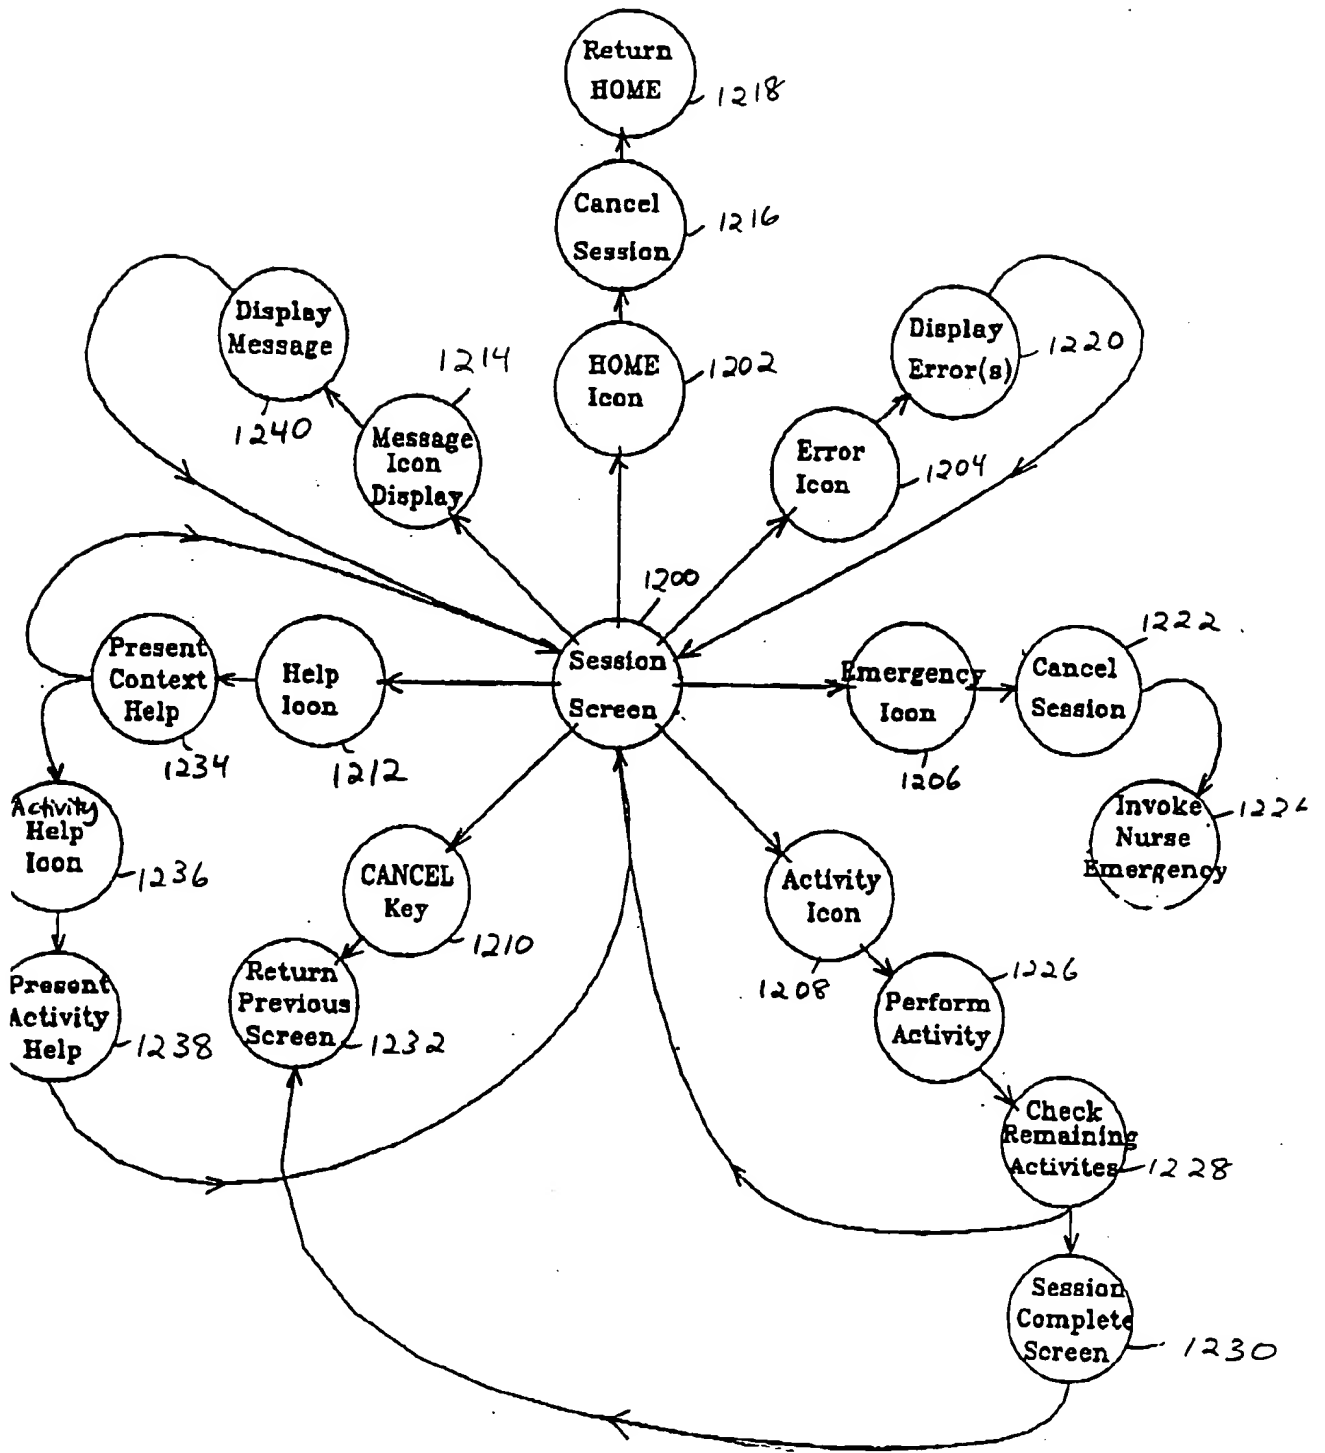 Return
HOME
1218
Cancel
Session
1216
HOME
Icon
1202
Display
Message
1240
1214
Message
Icon
Display
Display
Error(s)
1220
Error
Icon
1204
1200
Session
Screen
Emergency
Icon
1206
1222
Cancel
Session
Invoke
Nurse
Emergency
Present
Context
Help
1234
Help
Icon
1212
Activity
Help
Icon
1236
Present
Activity
Help
1238
CANCEL
Key
1210
Return
Previous
Screen
1232
Activity
Icon
1208
Perform
Activity
1226
Check
Remaining
Activites
1228
Session
Complete
Screen
1230